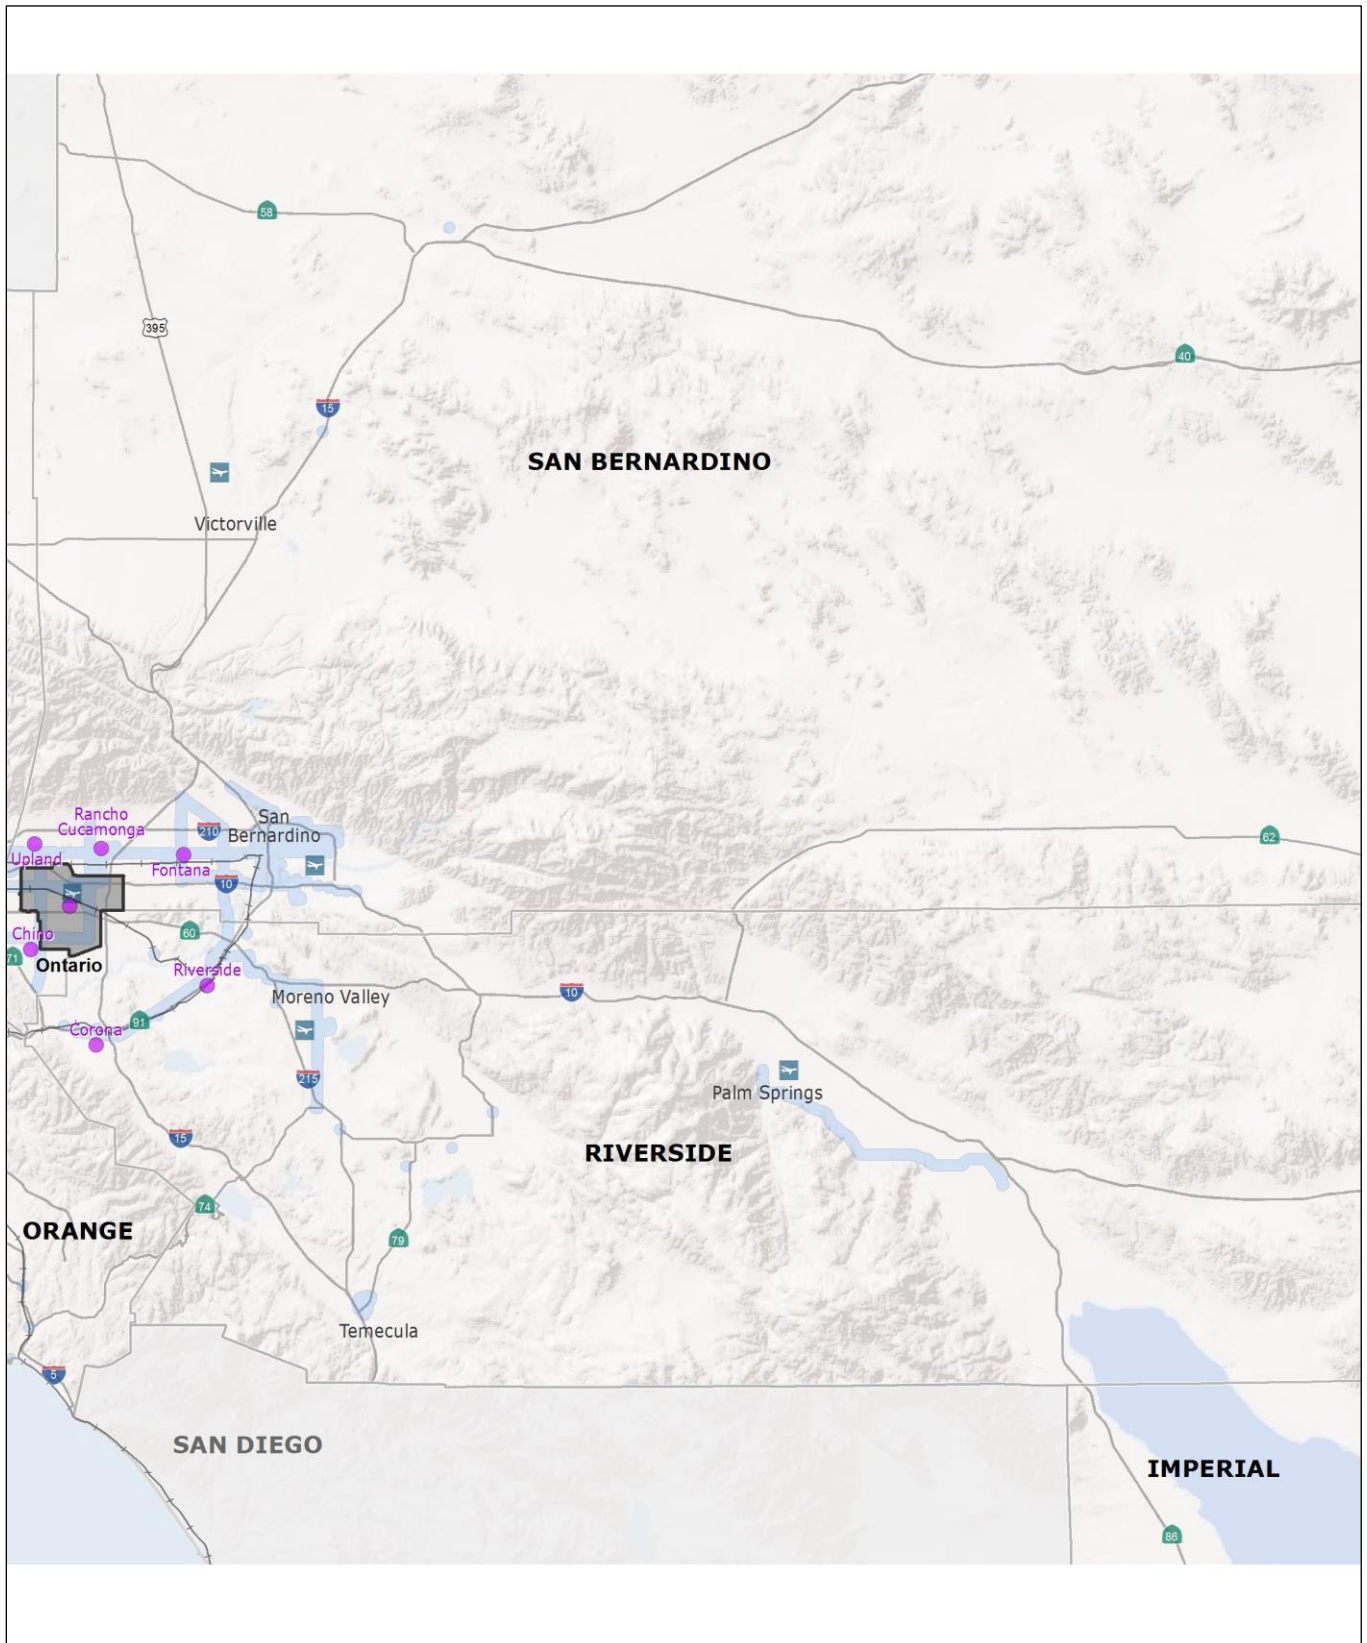 58
395
40
15
SAN BERNARDINO
Victorville
Rancho
Cucamonga
San
Bernardino
210
62
Upland
Fontana
10
Chino
60
71
Ontario
Riverside
Moreno Valley
10
91
Corona
215
Palm Springs
15
RIVERSIDE
74
ORANGE
79
Temecula
5
SAN DIEGO
IMPERIAL
86